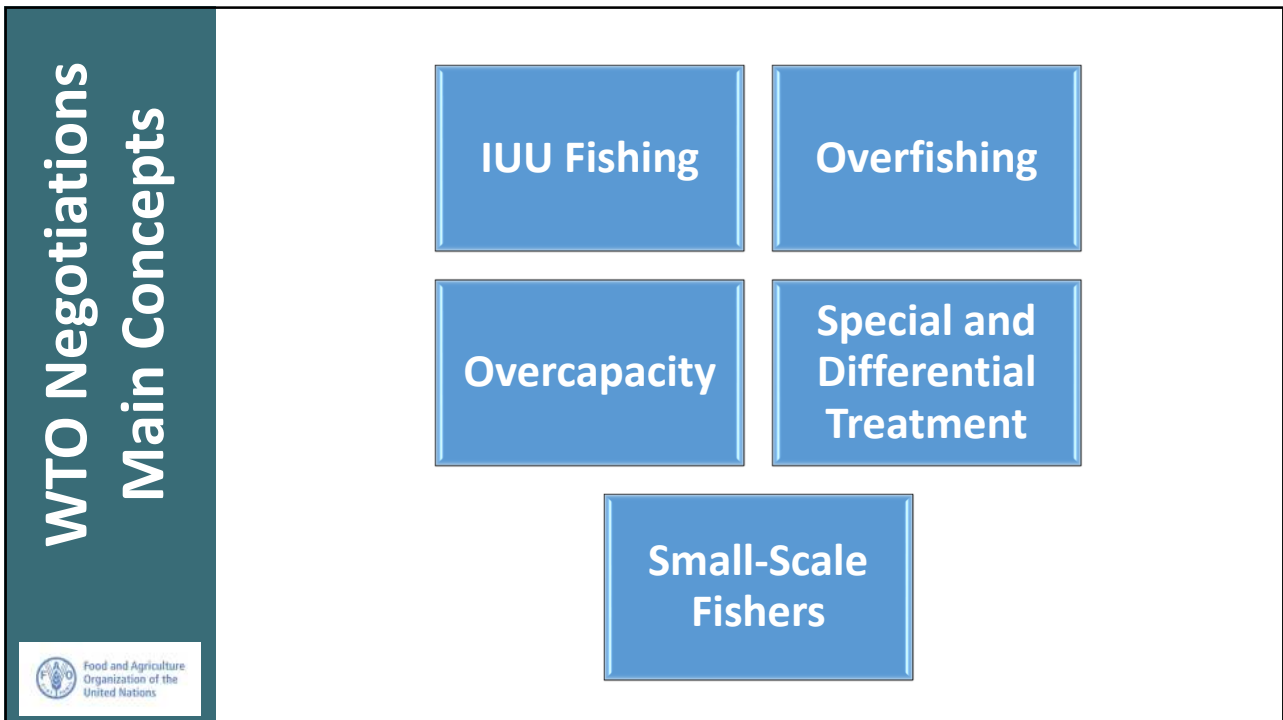 WTO Negotiations
Main Concepts
IUU Fishing
Overfishing
Overcapacity
Special and
Differential
Treatment
Small-Scale
Fishers
Food and Agriculture
Organization of the
United Nations